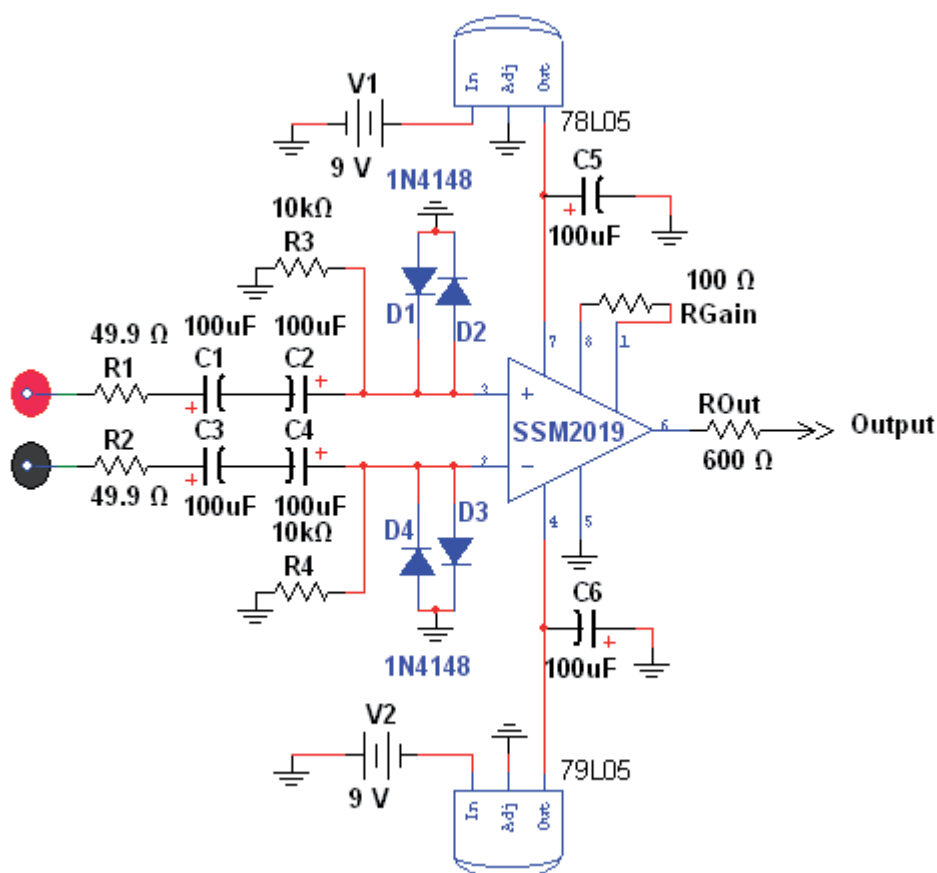 In Adj Out
V1
78L05
9 V
C5
1N4148
+
100uF
10kΩ
R3
100 Ω
RGain
D1
D2
100uF 100uF
49.9 Ω
7 8 1
R1 C1 C2
+ +
3 +
SSM2019
6
ROut
Output
R2 C3 C4
+ +
2 −
600 Ω
49.9 Ω
100uF 100uF
10kΩ
D4
D3
4 5
R4
C6
+
1N4148
100uF
V2
79L05
9 V
In Adj Out